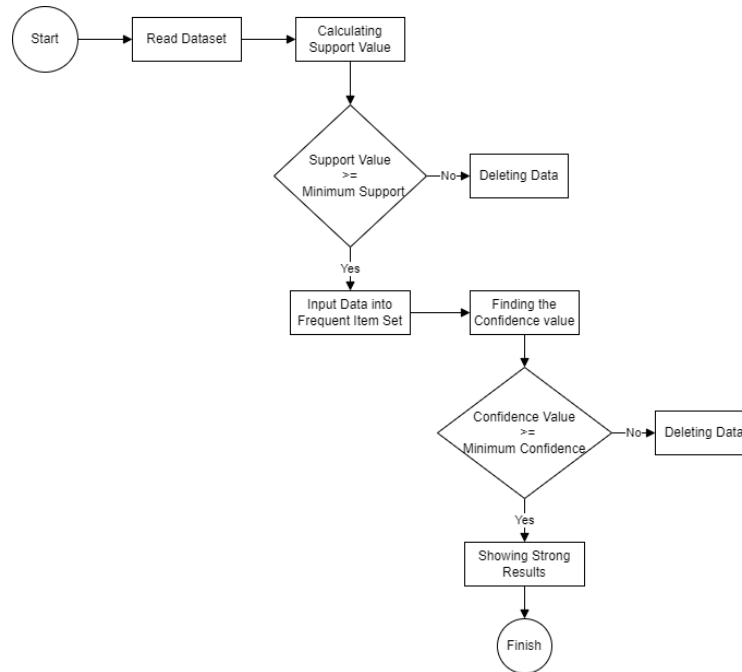 Start
Read Dataset
Calculating
Support Value
Support Value
>=
Minimum Support
No
Deleting Data
Yes
Input Data into
Frequent Item Set
Finding the
Confidence value
Confidence Value
>=
Minimum Confidence
No
Deleting Data
Yes
Showing Strong
Results
Finish